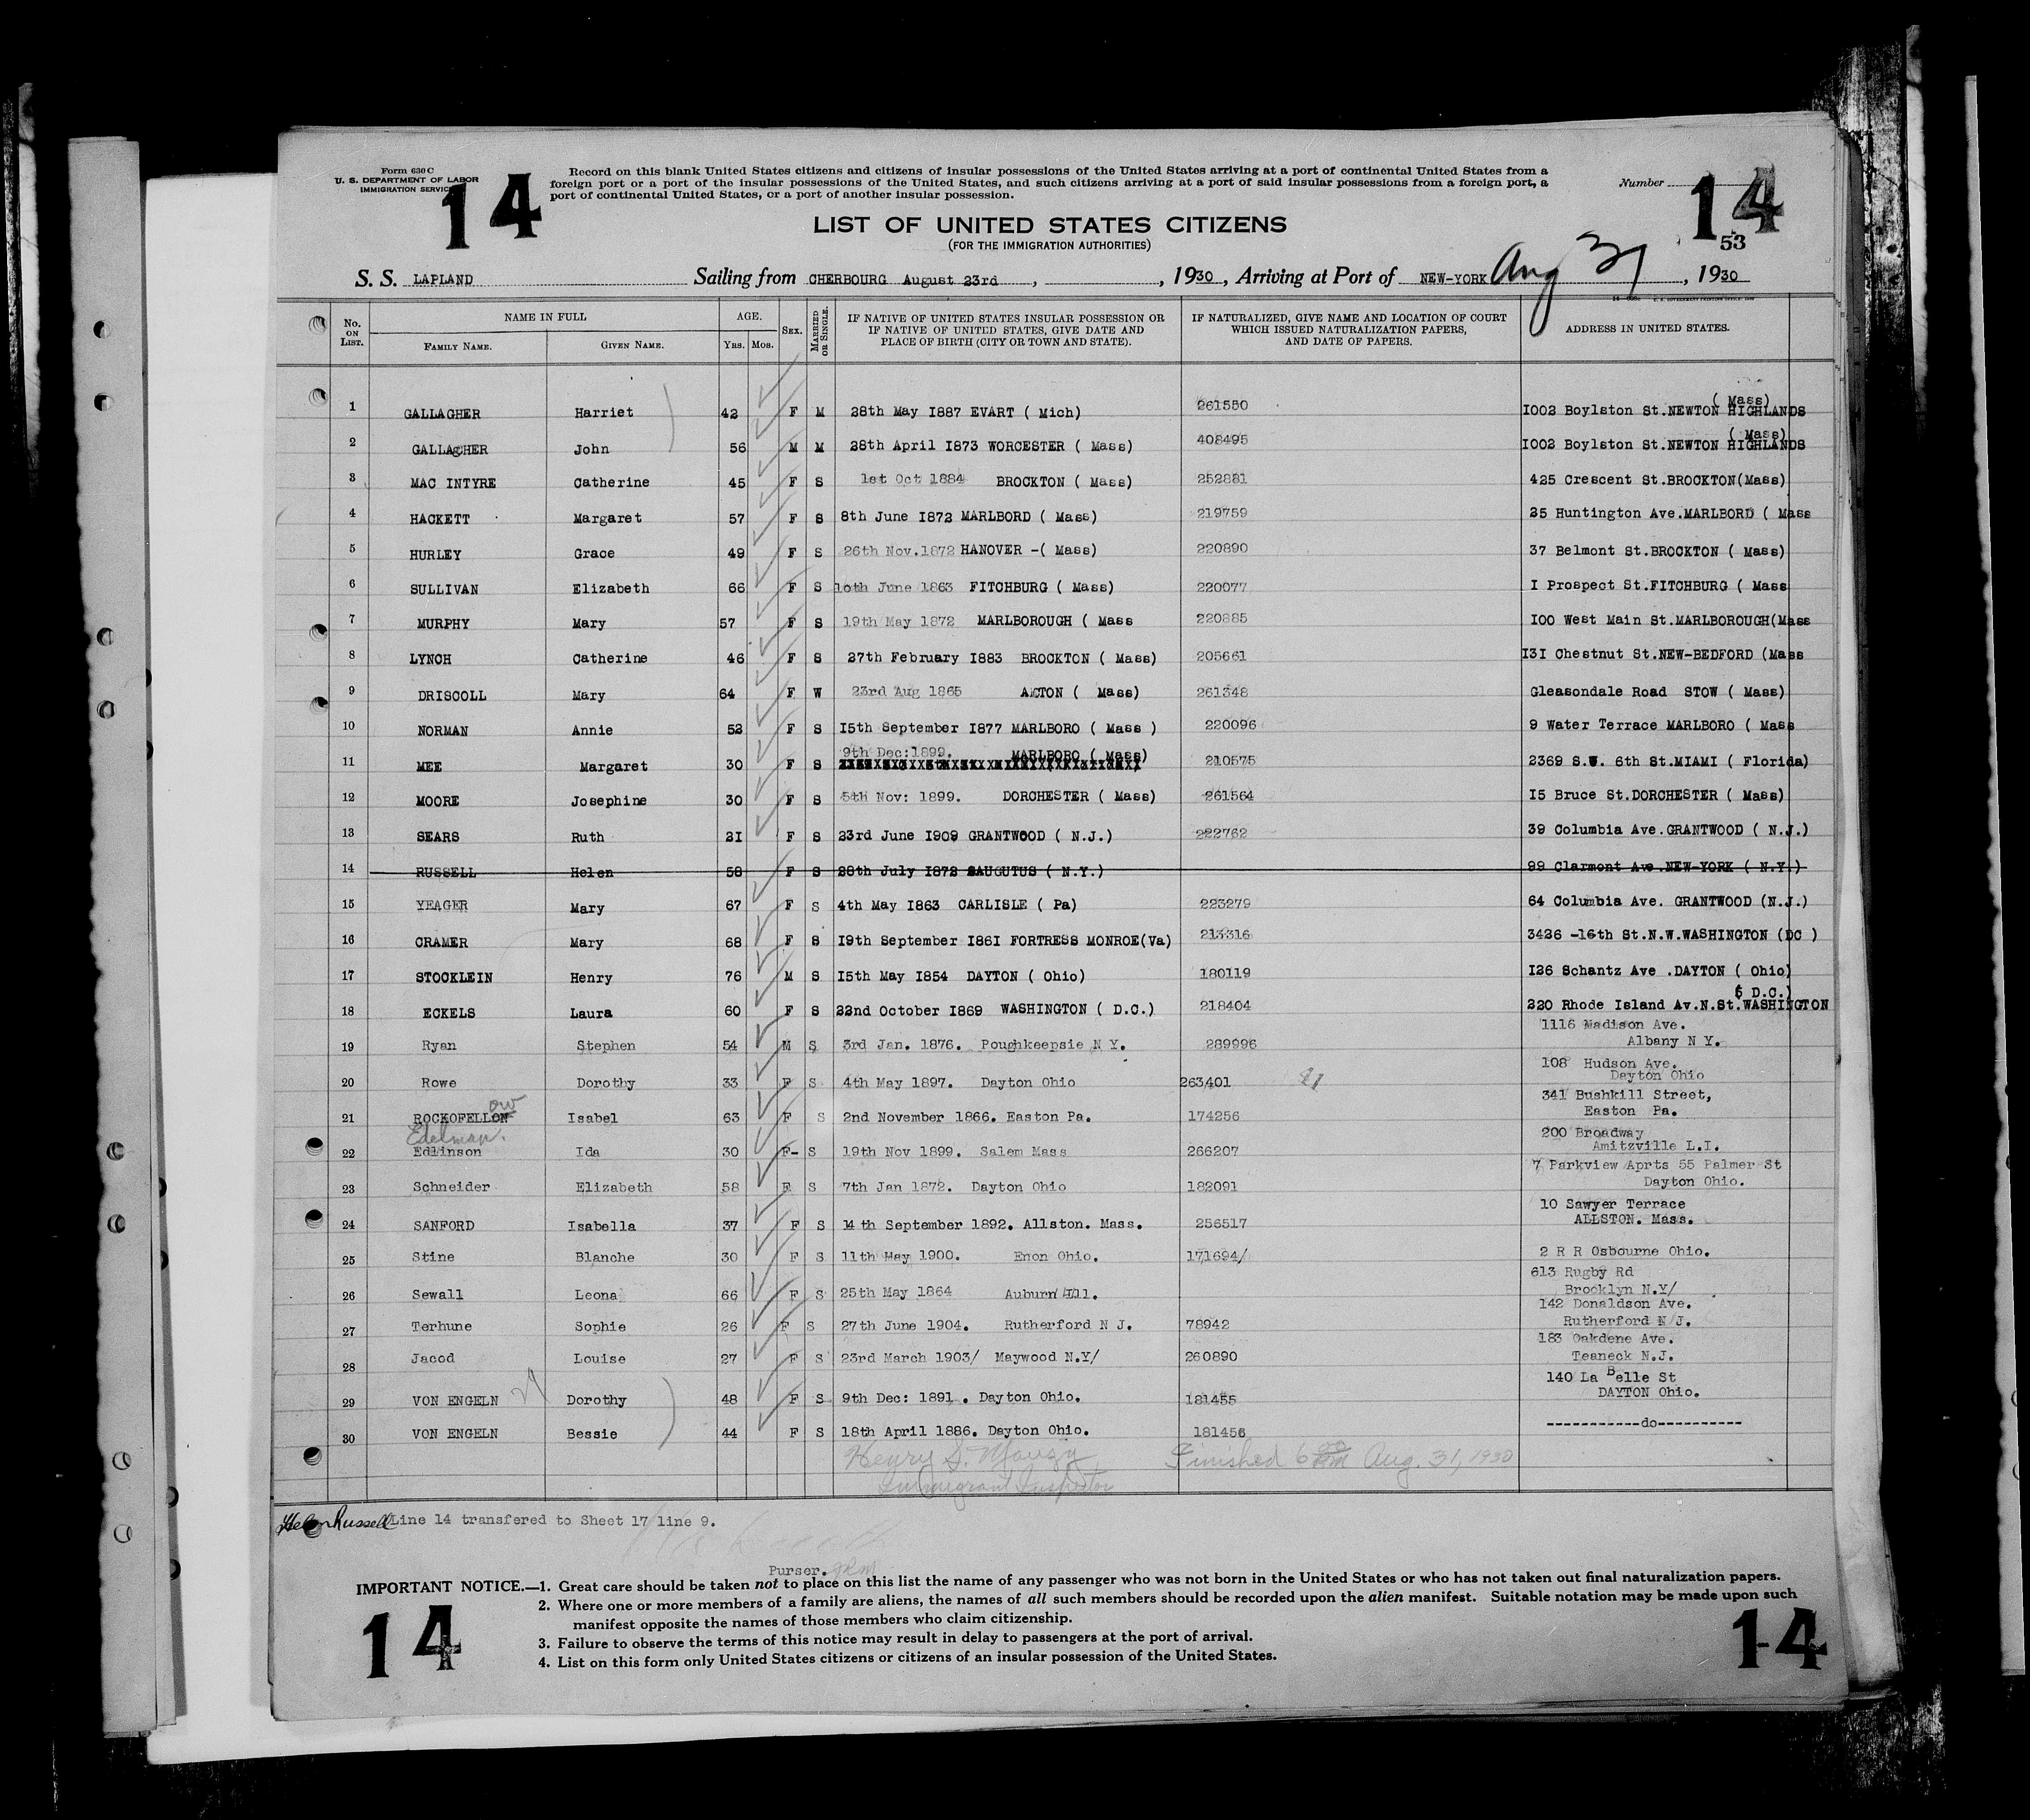 Form 630 C
U. S. DEPARTMENT OF LABOR
IMMIGRATION SERVICE
14
Record on this blank United States citizens and citizens of insular possessions of the United States arriving at a port of continental United States from a
foreign port or a port of the insular possessions of the United States, and such citizens arriving at a port of said insular possessions from a foreign port, a
port of continental United States, or a port of another insular possession.
Number
14
53
LIST OF UNITED STATES CITIZENS
(FOR THE IMMIGRATION AUTHORITIES)
S. S. LAPLAND Sailing from CHERBOURG August 23rd , , 1930 , Arriving at Port of NEW-YORK Aug 31 , 1930
No. ON LIST. NAME IN FULL FAMILY NAME. GIVEN NAME. AGE. YRS. MOS. SEX. MARRIED OR SINGLE. IF NATIVE OF UNITED STATES INSULAR POSSESSION OR IF NATIVE OF UNITED STATES, GIVE DATE AND PLACE OF BIRTH (CITY OR TOWN AND STATE). IF NATURALIZED, GIVE NAME AND LOCATION OF COURT WHICH ISSUED NATURALIZATION PAPERS, AND DATE OF PAPERS. ADDRESS IN UNITED STATES.
( Mass)
1 GALLAGHER Harriet 42 F M 28th May I887 EVART ( Mich) 261550 I002 Boylston St.NEWTON HIGHLANDS
( Mass)
2 GALLAGHER John 56 M M 28th April I873 WORCESTER ( Mass) 408495 I002 Boylston St.NEWTON HIGHLANDS
3 MAC INTYRE Catherine 45 F S 1st Oct 1884 BROCKTON ( Mass) 252881 425 Crescent St.BROCKTON(Mass)
4 HACKETT Margaret 57 F S 8th June I872 MARLBORD ( Mass) 219759 25 Huntington Ave.MARLBORD ( Mass
5 HURLEY Grace 49 F S 26th Nov.1872 HANOVER -( Mass) 220890 37 Belmont St.BROCKTON ( Mass)
6 SULLIVAN Elizabeth 66 F S 10th June 1863 FITCHBURG ( Mass) 220077 I Prospect St.FITCHBURG ( Mass
7 MURPHY Mary 57 F S 19th May 1872 MARLBOROUGH ( Mass 220885 I00 West Main St.MARLBOROUGH(Mass
8 LYNCH Catherine 46 F S 27th February I883 BROCKTON ( Mass) 205661 I3I Chestnut St.NEW-BEDFORD (Mass
9 DRISCOLL Mary 64 F W 23rd Aug 1865 ACTON ( Mass) 261348 Gleasondale Road STOW ( Mass)
10 NORMAN Annie 52 F S I5th September I877 MARLBORO ( Mass ) 220096 9 Water Terrace MARLBORO ( Mass
9th Dec:1899. MARLBORO ( Mass)
11 MEE Margaret 30 F S 210575 2369 S.W. 6th St.MIAMI ( Florida)
12 MOORE Josephine 30 F S 5th Nov: 1899. DORCHESTER ( Mass) 261564 I5 Bruce St.DORCHESTER ( Mass)
13 SEARS Ruth 2I F S 23rd June I909 GRANTWOOD ( N.J.) 222762 39 Columbia Ave.GRANTWOOD ( N.J.)
14 RUSSELL Helen 58 F S 28th July I872 SAUGUTUS ( N.Y.) 99 Clarmont Ave.NEW-YORK ( N.Y.)
15 YEAGER Mary 67 F S 4th May I863 CARLISLE ( Pa) 223279 64 Columbia Ave. GRANTWOOD (N.J.)
16 CRAMER Mary 68 F S I9th September I86I FORTRESS MONROE(Va) 213316 3426 -16th St.N.W.WASHINGTON (DC )
17 STOCKLEIN Henry 76 M S I5th May I854 DAYTON ( Ohio) 180119 I26 Schantz Ave .DAYTON ( Ohio)
( D.C.)
18 ECKELS Laura 60 F S 22nd October I869 WASHINGTON ( D.C.) 218404 220 Rhode Island Av.N.St.WASHINGTON
1116 Madison Ave.
19 Ryan Stephen 54 M S 3rd Jan. 1876. Poughkeepsie N Y. 289996 Albany N Y.
108 Hudson Ave.
20 Rowe Dorothy 33 F S 4th May 1897. Dayton Ohio 263401 21 Dayton Ohio
341 Bushkill Street,
ow
21 ROCKOFELLON Isabel 63 F S 2nd November 1866. Easton Pa. 174256 Easton Pa.
Edelman.
200 Broadway
22 Edlinson Ida 30 F- S 19th Nov 1899. Salem Mass 266207 Amitzville L.I.
7 Parkview Aprts 55 Palmer St
23 Schneider Elizabeth 58 F S 7th Jan 1872. Dayton Ohio 182091 Dayton Ohio.
10 Sawyer Terrace
24 SANFORD Isabella 37 F S 14th September 1892. Allston. Mass. 256517 ALLSTON. Mass.
25 Stine Blanche 30 F S 11th May 1900. Enon Ohio. 171694/ 2 R R Osbourne Ohio.
613 Rugby Rd
26 Sewall Leona 66 F S 25th May 1864 Auburn Ill. Brooklyn N.Y/
142 Donaldson Ave.
27 Terhune Sophie 26 F S 27th June 1904. Rutherford N J. 78942 Rutherford N J.
183 Oakdene Ave.
28 Jacod Louise 27 F S 23rd March 1903/ Maywood N.Y/ 260890 Teaneck N.J.
140 La Belle St
29 VON ENGELN Dorothy 48 F S 9th Dec: 1891 . Dayton Ohio. 181455 DAYTON Ohio.
30 VON ENGELN Bessie 44 F S 18th April 1886. Dayton Ohio. 181456 -----------do----------
Henry S. Finished 6 pm Aug. 31, 1930
Immigrant Inspector
Helen Russell Line 14 transfered to Sheet 17 line 9.
Purser.
IMPORTANT NOTICE.—1. Great care should be taken not to place on this list the name of any passenger who was not born in the United States or who has not taken out final naturalization papers.
2. Where one or more members of a family are aliens, the names of all such members should be recorded upon the alien manifest. Suitable notation may be made upon such
manifest opposite the names of those members who claim citizenship.
3. Failure to observe the terms of this notice may result in delay to passengers at the port of arrival.
4. List on this form only United States citizens or citizens of an insular possession of the United States.
14
14